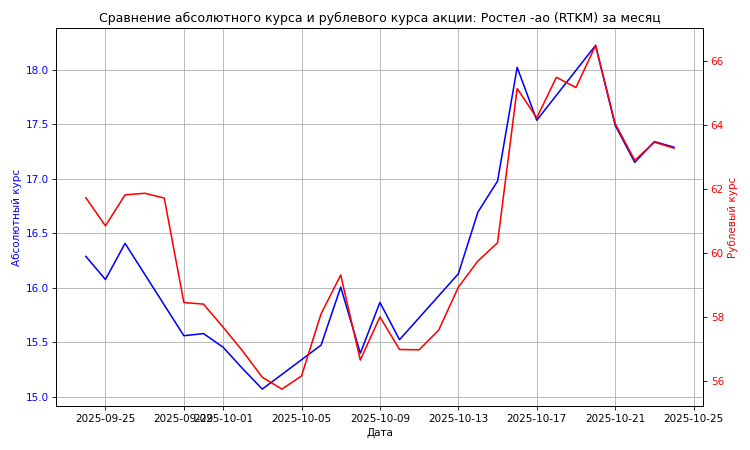 Сравнение абсолютного курса и рублевого курса акции: Ростел -ао (RTKM) за месяц
18.0
17.5
17.0
16.5
16.0
15.5
15.0
Абсолютный курс
66
64
62
60
58
56
Рублевый курс
2025-09-25 2025-09-29 2025-10-01 2025-10-05 2025-10-09 2025-10-13 2025-10-17 2025-10-21 2025-10-25
Дата